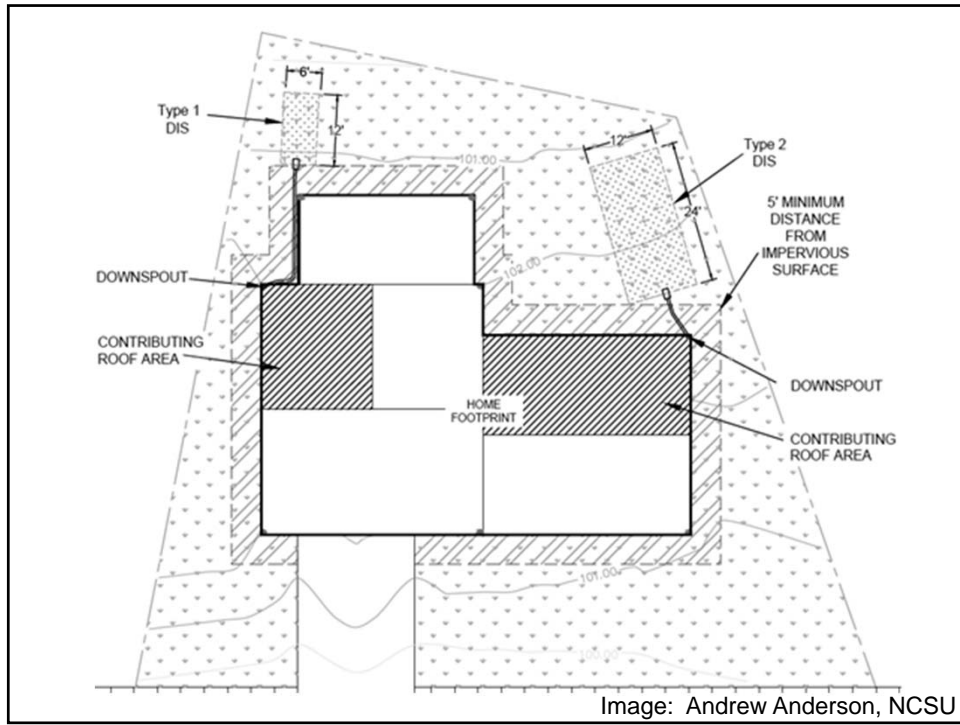 6'
Type 1
DIS
12'
101.00
12'
Type 2
DIS
24'
5' MINIMUM
DISTANCE
FROM
IMPERVIOUS
SURFACE
102.00
DOWNSPOUT
CONTRIBUTING
ROOF AREA
HOME
FOOTPRINT
DOWNSPOUT
CONTRIBUTING
ROOF AREA
101.00
100.00
Image: Andrew Anderson, NCSU